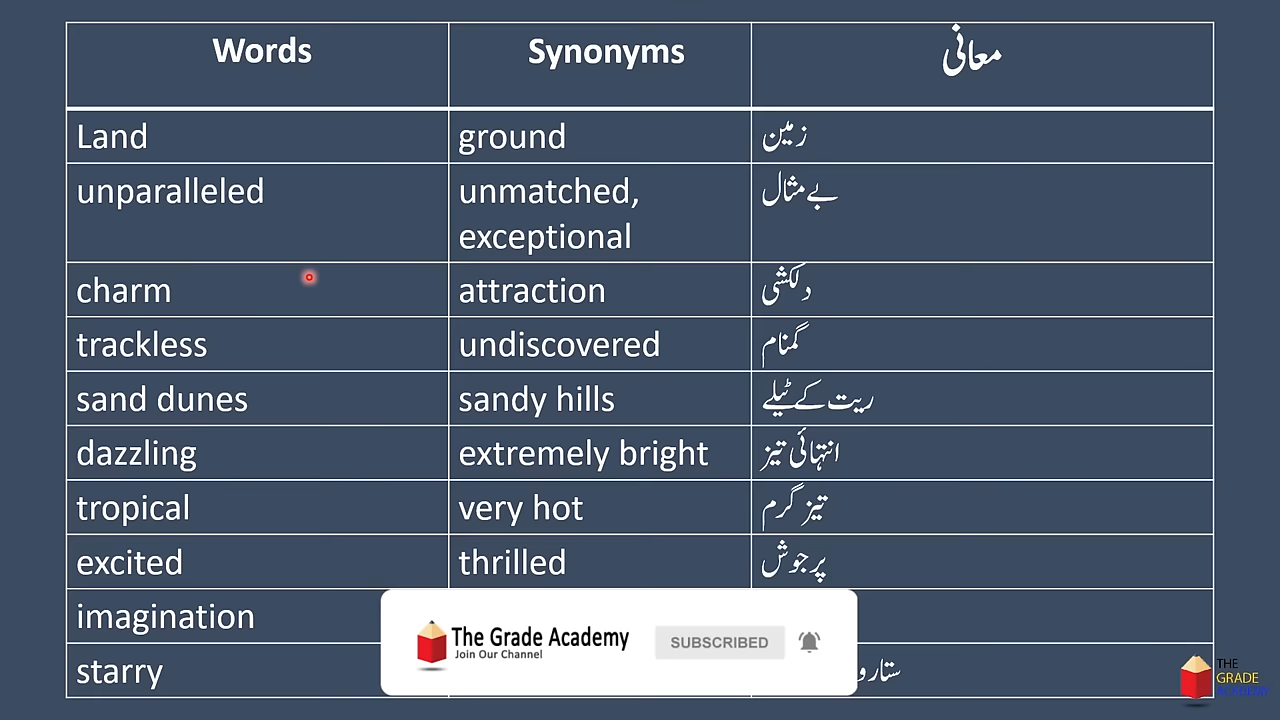 Words Synonyms معانی
Land ground زمین
unparalleled unmatched, بے مثال
exceptional
charm attraction دلکشی
trackless undiscovered گمنام
sand dunes sandy hills ریت کے ٹیلے
dazzling extremely bright انتہائی تیز
tropical very hot تیز گرم
excited thrilled پرجوش
imagination
starry
The Grade Academy
Join Our Channel
SUBSCRIBED
THE
GRADE
ACADEMY